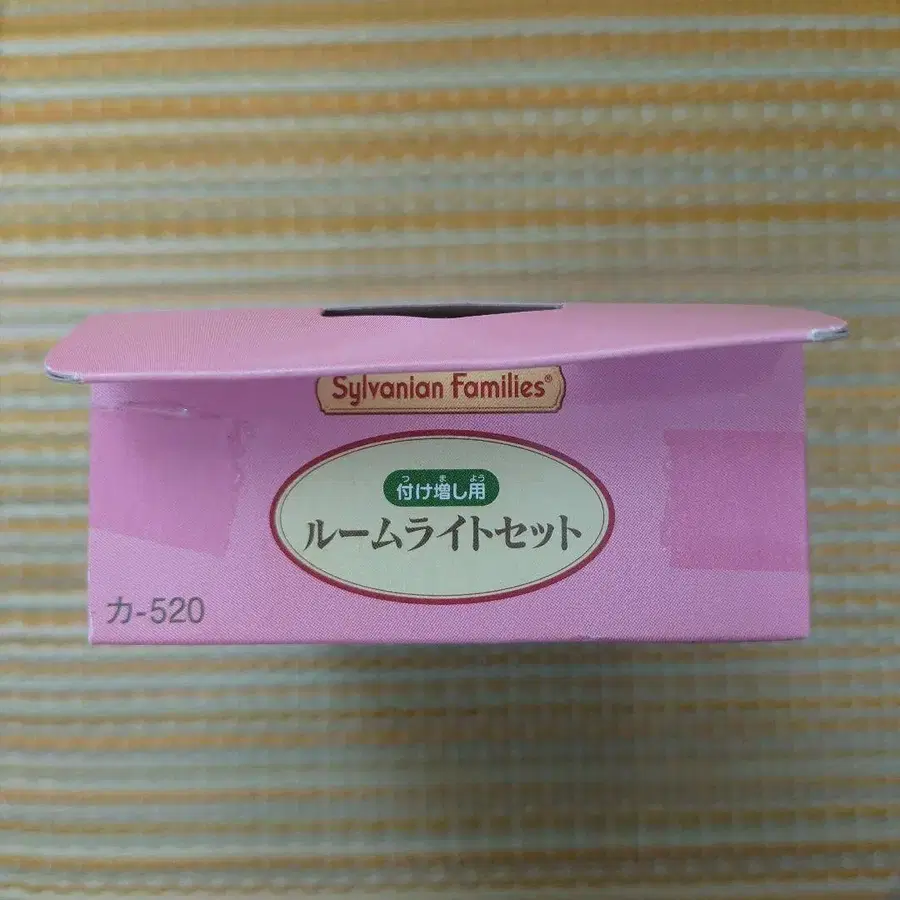 Sylvanian Families®
つ ま よう
付け増し用
ルームライトセット
カ-520